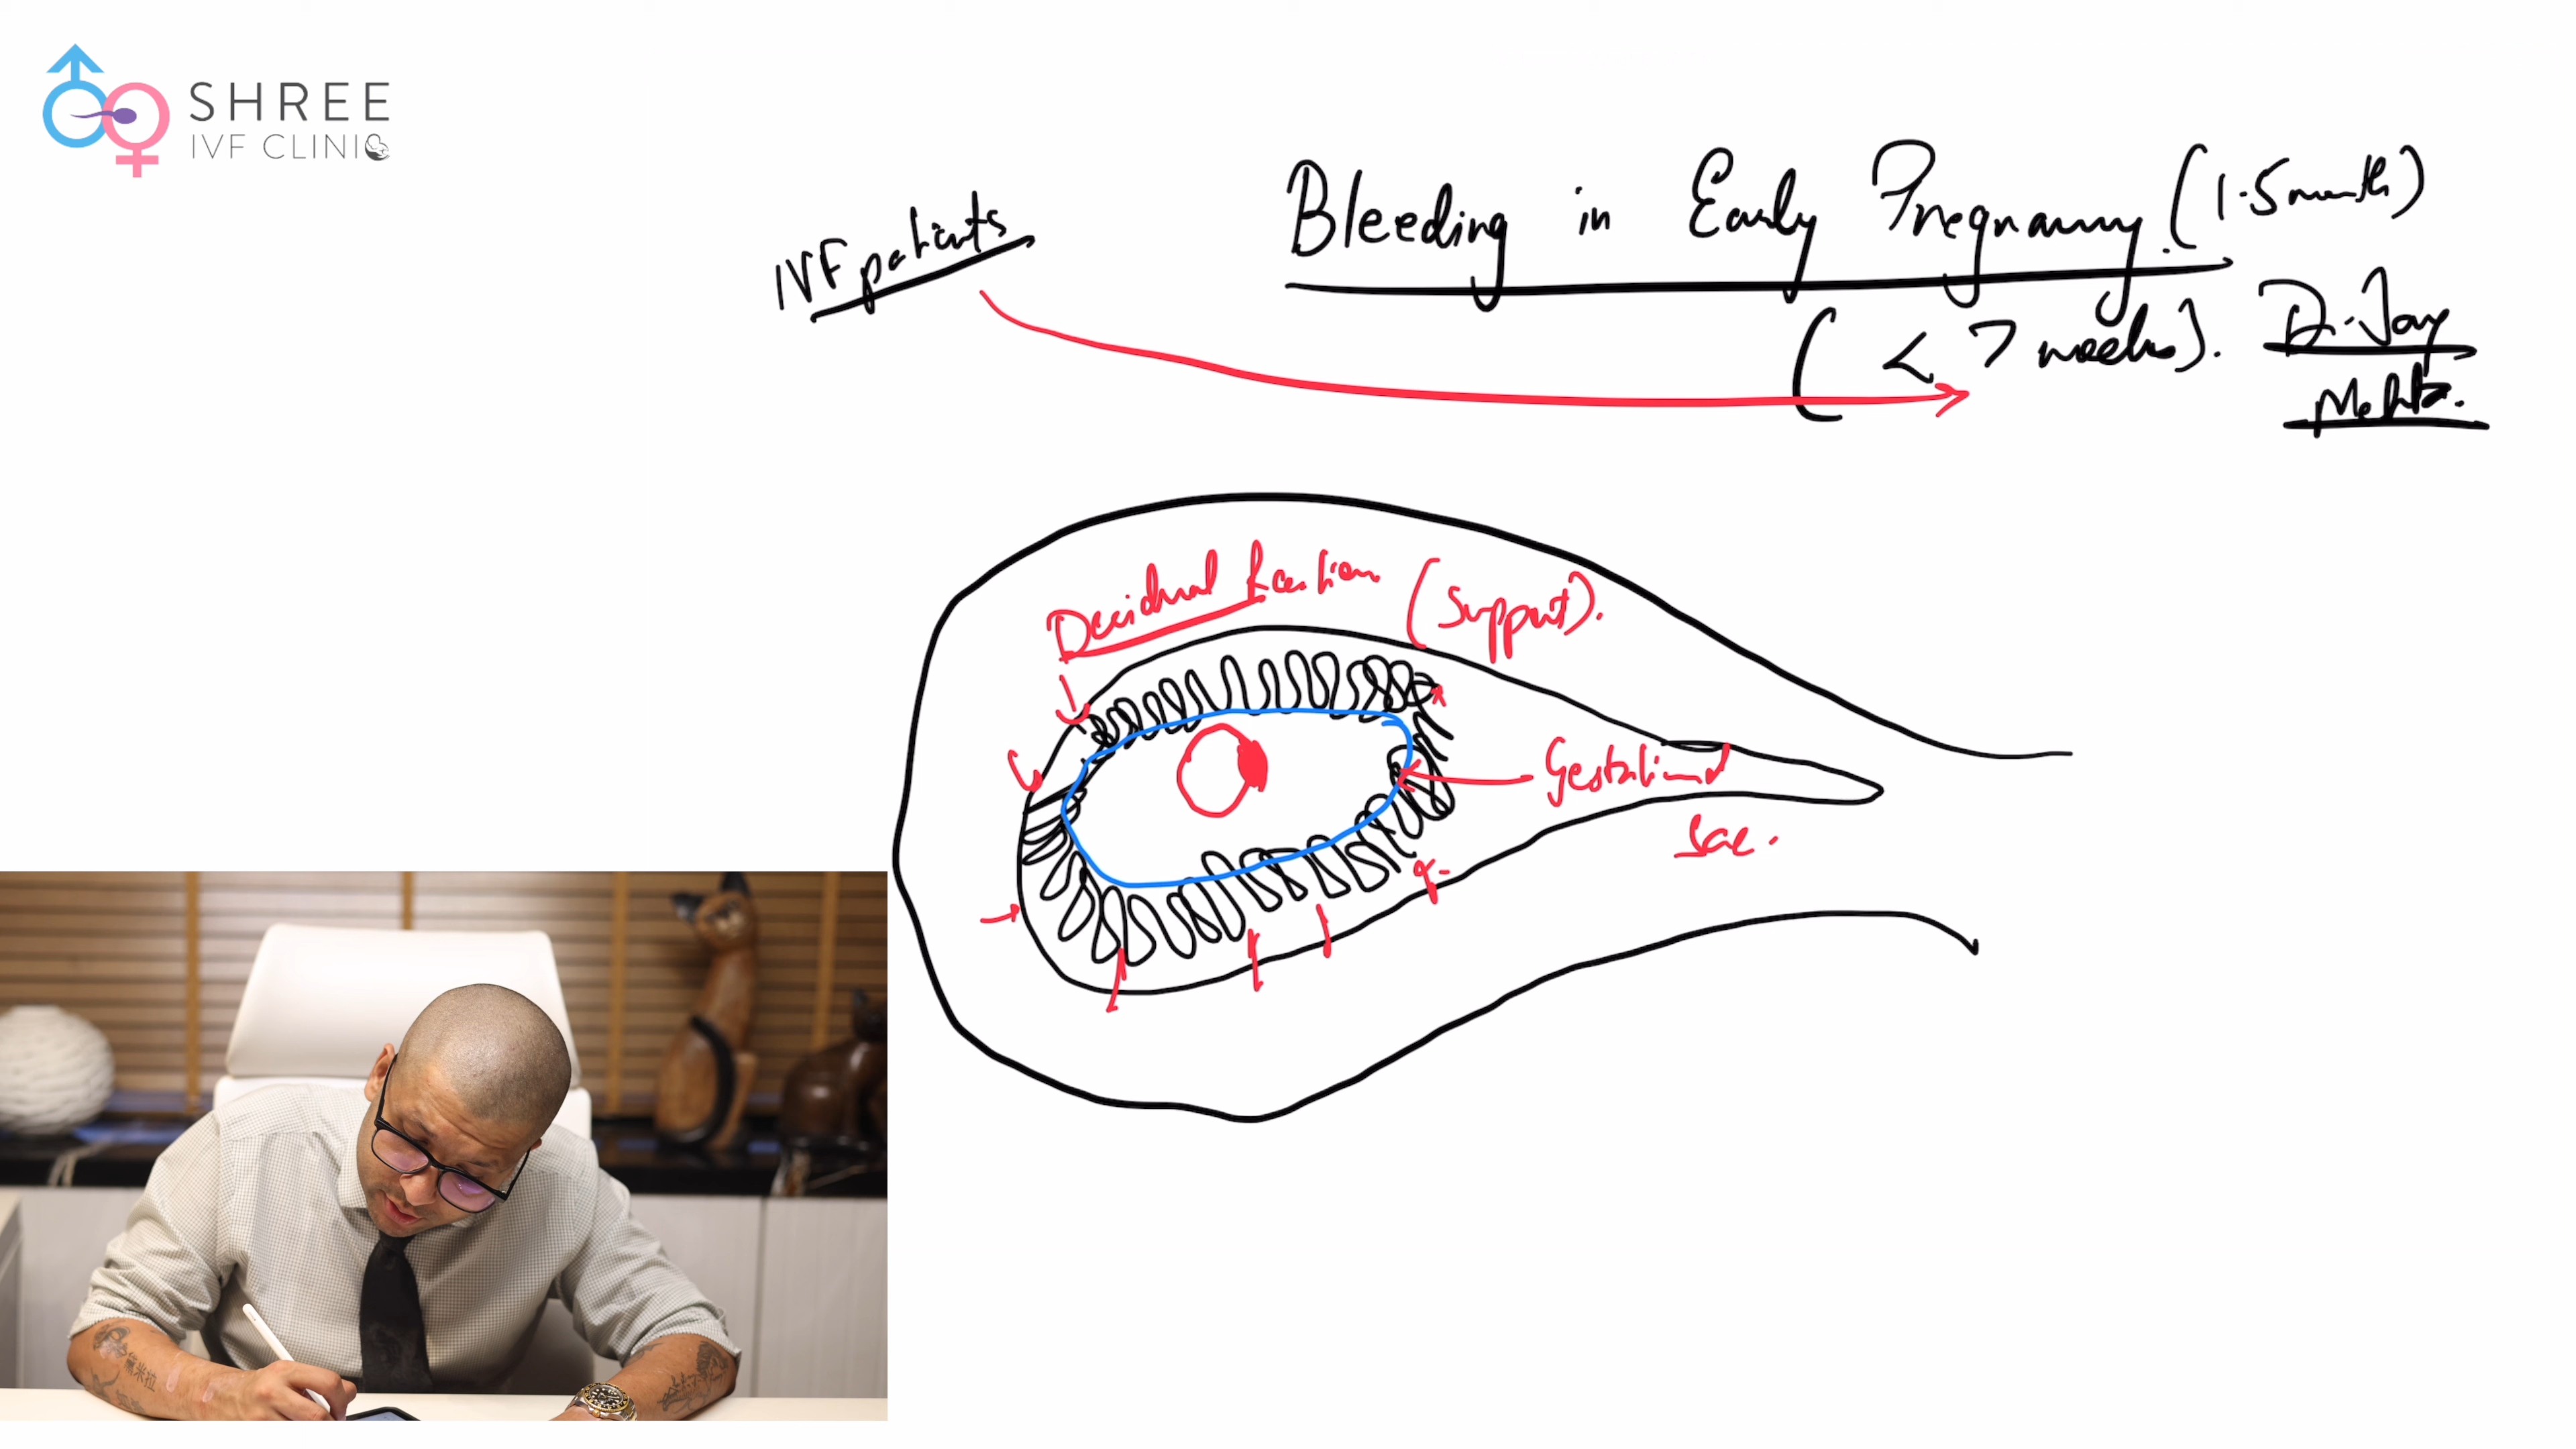 SHREE
IVF CLINIC
IVF patients
Bleeding in Early Pregnancy (1.5 month)
(< 7 weeks).
Dr. Jay
Mehta.
Decidual Reaction (Support).
Gestational
Sac.